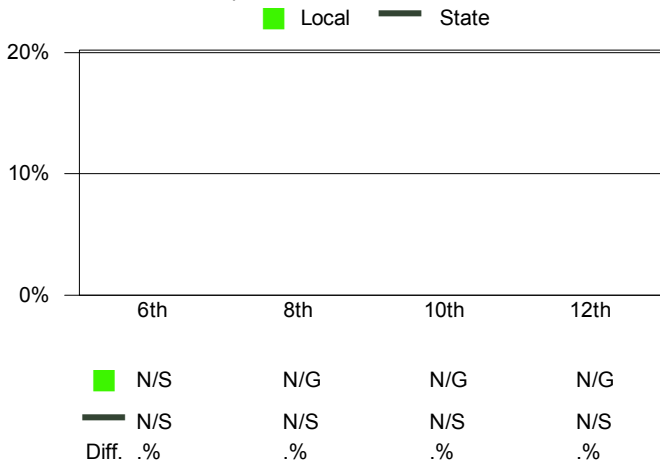 Local State
20%
10%
0%
6th 8th 10th 12th
N/S N/G N/G N/G
N/S N/S N/S N/S
Diff. .% .% .% .%